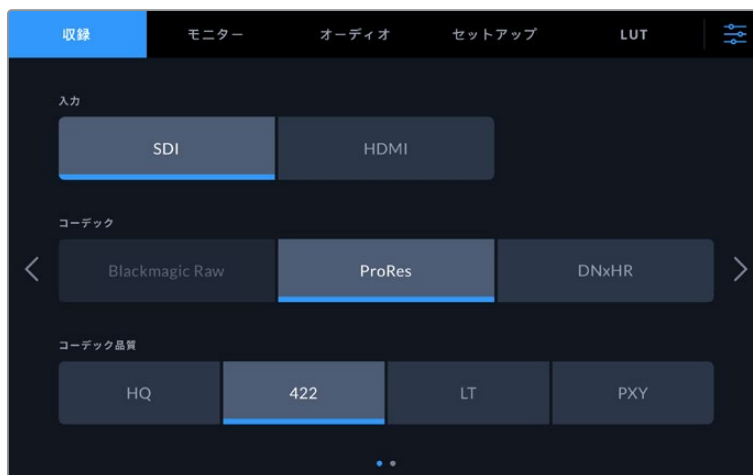 収録 モニター オーディオ セットアップ LUT
入力
SDI HDMI
コーデック
Blackmagic Raw ProRes DNxHR
コーデック品質
HQ 422 LT PXY